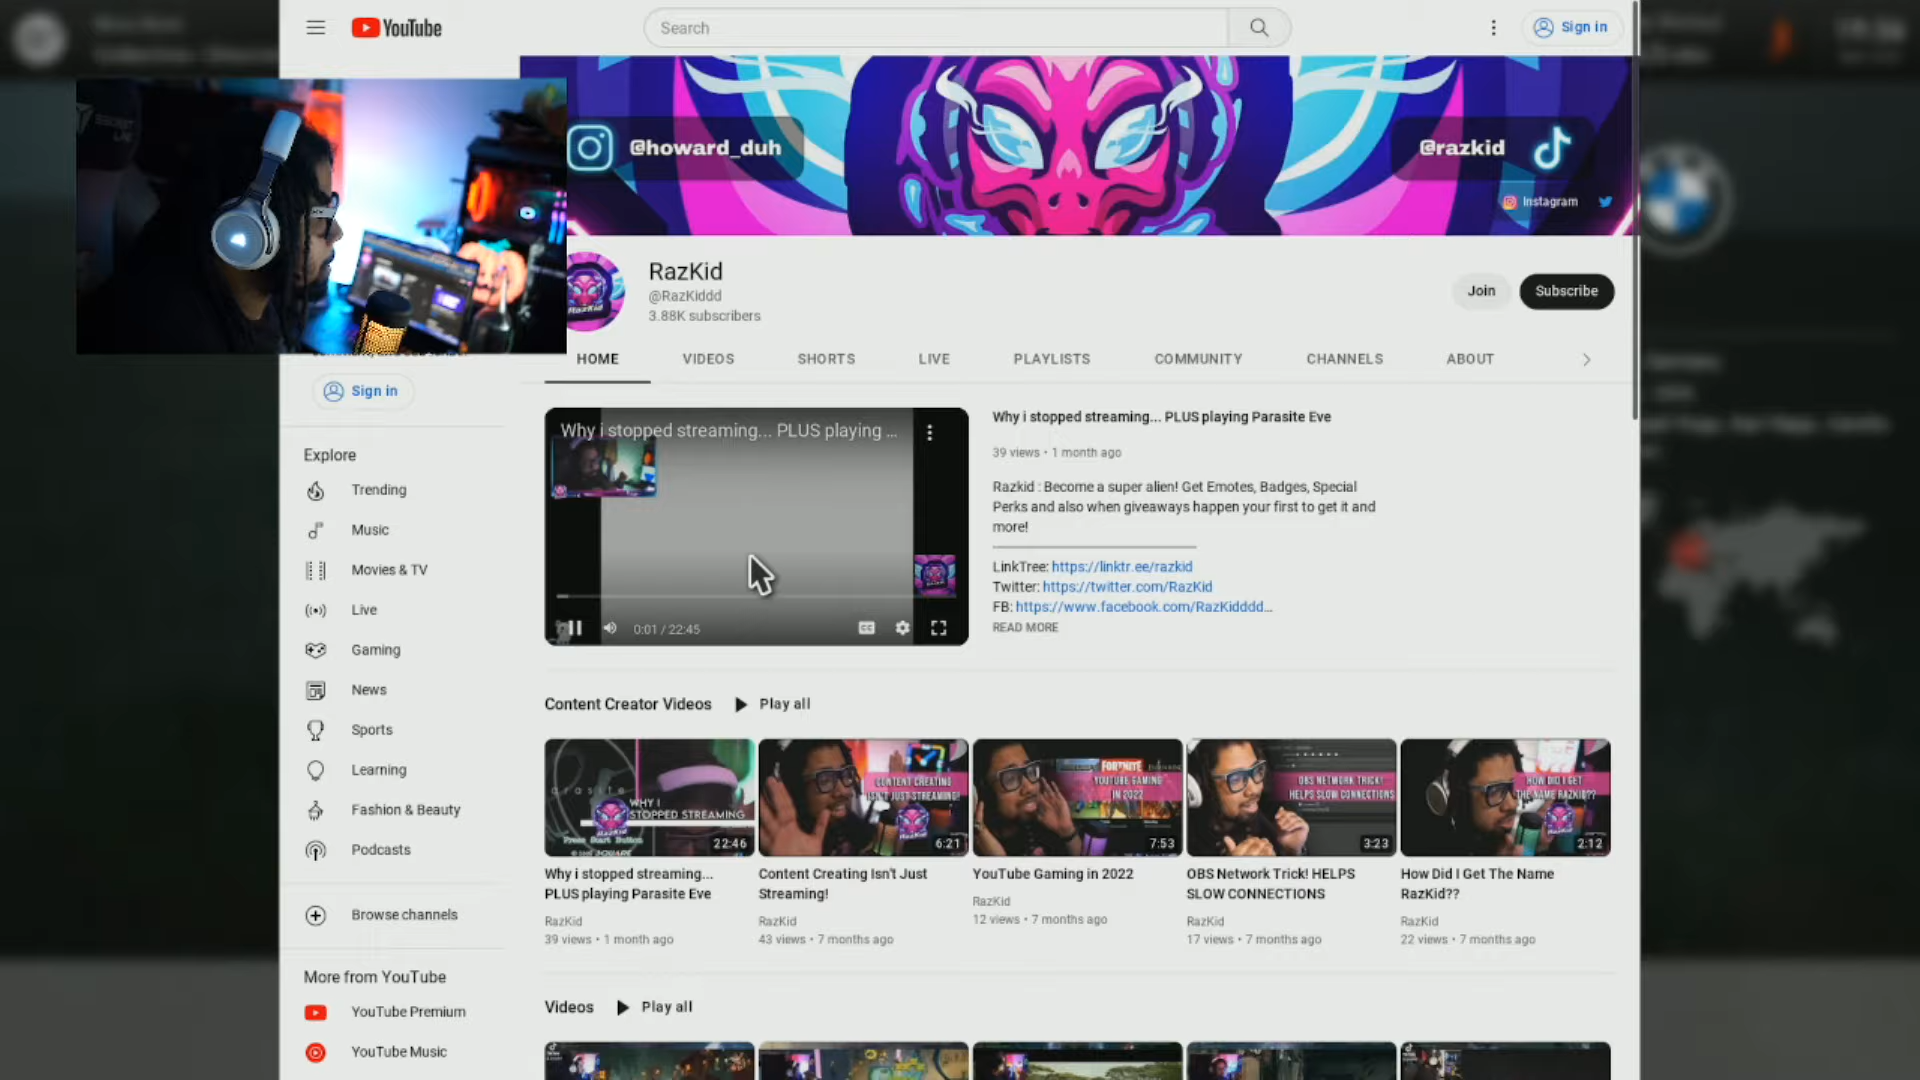 YouTube
Search
Sign in
@howard_duh
@razkid
Instagram
RazKid
@RazKiddd
3.88K subscribers
Join
Subscribe
HOME
VIDEOS
SHORTS
LIVE
PLAYLISTS
COMMUNITY
CHANNELS
ABOUT
Sign in
Explore
Trending
Music
Movies & TV
Live
Gaming
News
Sports
Learning
Fashion & Beauty
Podcasts
Browse channels
More from YouTube
YouTube Premium
YouTube Music
Why i stopped streaming... PLUS playing ...
0:01 / 22:45
Why i stopped streaming... PLUS playing Parasite Eve
39 views • 1 month ago
Razkid : Become a super alien! Get Emotes, Badges, Special
Perks and also when giveaways happen your first to get it and
more!
LinkTree: https://linktr.ee/razkid
Twitter: https://twitter.com/RazKid
FB: https://www.facebook.com/RazKidddd...
READ MORE
Content Creator Videos
Play all
WHY I
STOPPED STREAMING
Press Start Button
22:46
Why i stopped streaming...
PLUS playing Parasite Eve
RazKid
39 views • 1 month ago
CONTENT CREATING
ISN'T JUST STREAMING!
6:21
Content Creating Isn't Just
Streaming!
RazKid
43 views • 7 months ago
FORTNITE
YOUTUBE GAMING
IN 2022
7:53
YouTube Gaming in 2022
RazKid
12 views • 7 months ago
OBS NETWORK TRICK!
HELPS SLOW CONNECTIONS
3:23
OBS Network Trick! HELPS
SLOW CONNECTIONS
RazKid
17 views • 7 months ago
HOW DID I GET
THE NAME RAZKID??
2:12
How Did I Get The Name
RazKid??
RazKid
22 views • 7 months ago
Videos
Play all